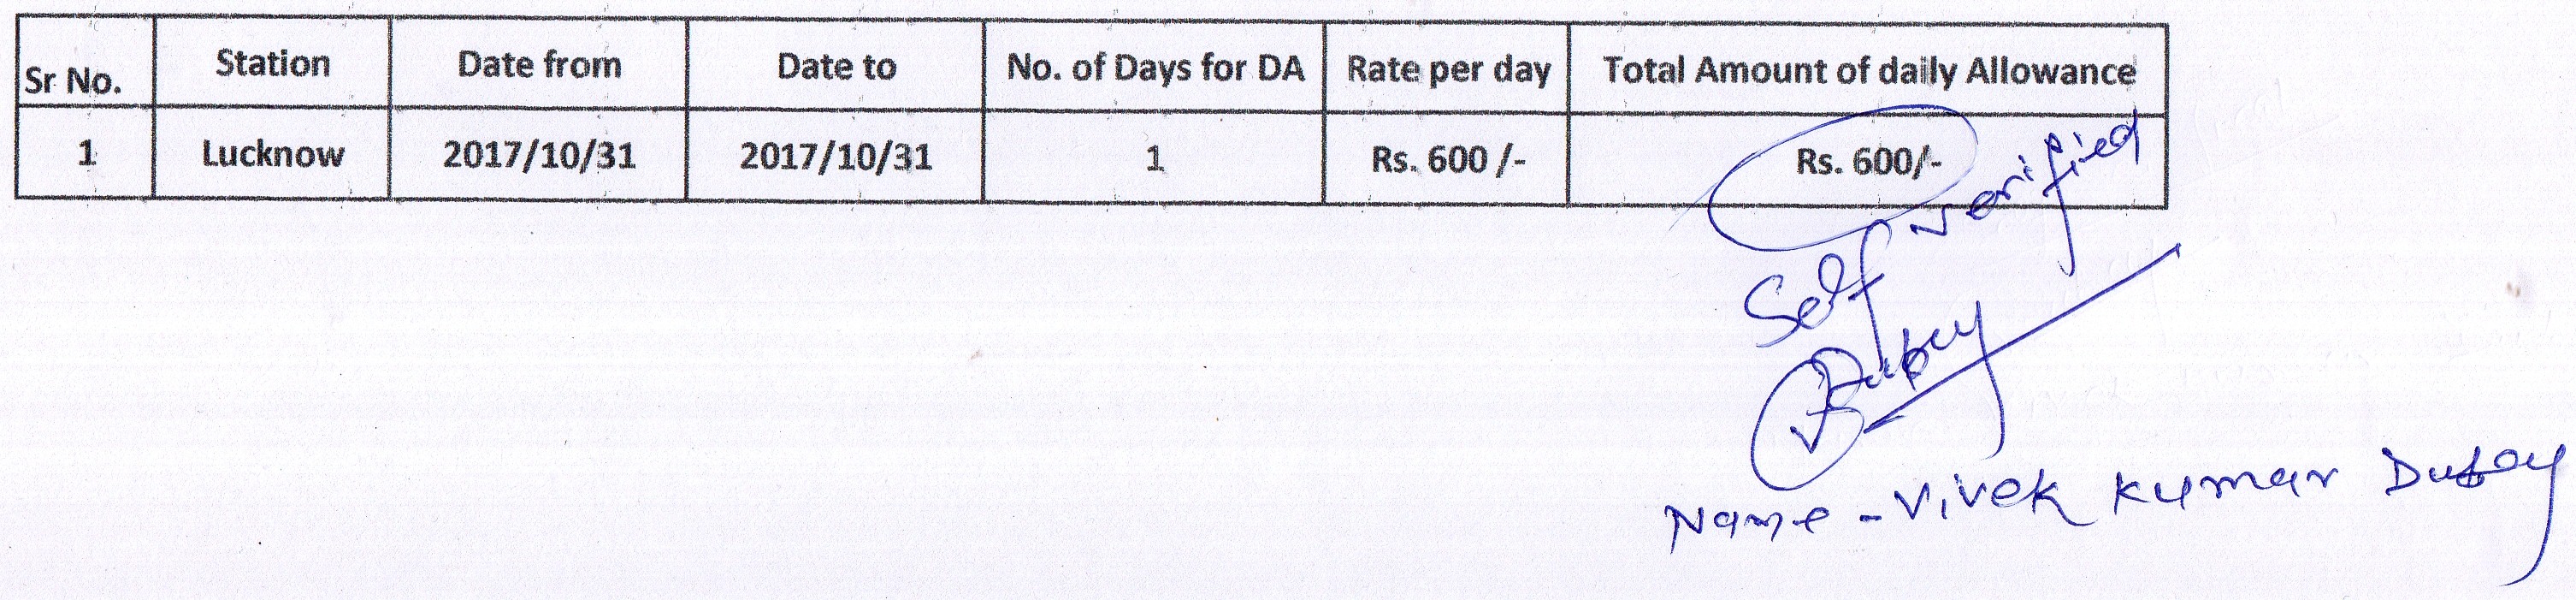 Sr No. Station Date from Date to No. of Days for DA Rate per day Total Amount of daily Allowance
1 Lucknow 2017/10/31 2017/10/31 1 Rs. 600 /- Rs. 600/-
Self verified
VDubey
Name - Vivek Kumar Dubey